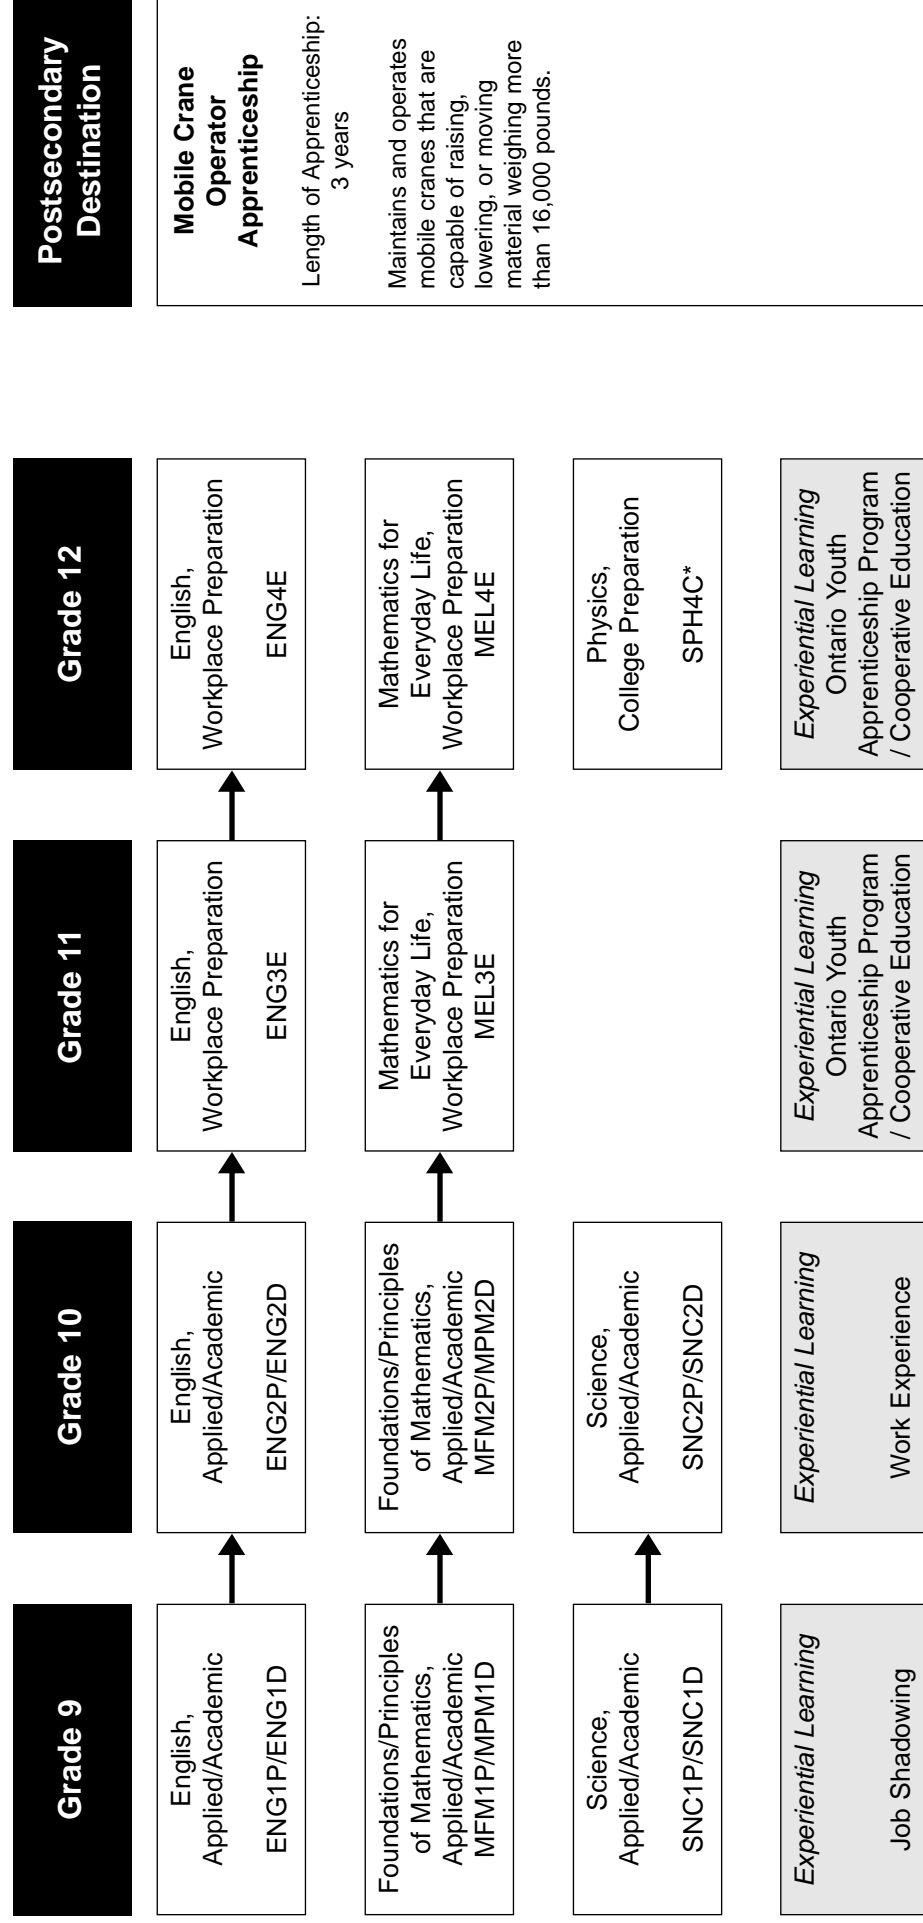 Grade 9
Grade 10
Grade 11
Grade 12
Postsecondary
Destination
English,
Applied/Academic
ENG1P/ENG1D
English,
Applied/Academic
ENG2P/ENG2D
English,
Workplace Preparation
ENG3E
English,
Workplace Preparation
ENG4E
Mobile Crane
Operator
Apprenticeship
Length of Apprenticeship:
3 years
Maintains and operates
mobile cranes that are
capable of raising,
lowering, or moving
material weighing more
than 16,000 pounds.
Foundations/Principles
of Mathematics,
Applied/Academic
MFM1P/MPM1D
Foundations/Principles
of Mathematics,
Applied/Academic
MFM2P/MPM2D
Mathematics for
Everyday Life,
Workplace Preparation
MEL3E
Mathematics for
Everyday Life,
Workplace Preparation
MEL4E
Science,
Applied/Academic
SNC1P/SNC1D
Science,
Applied/Academic
SNC2P/SNC2D
Physics,
College Preparation
SPH4C*
Experiential Learning
Job Shadowing
Experiential Learning
Work Experience
Experiential Learning
Ontario Youth
Apprenticeship Program
/ Cooperative Education
Experiential Learning
Ontario Youth
Apprenticeship Program
/ Cooperative Education